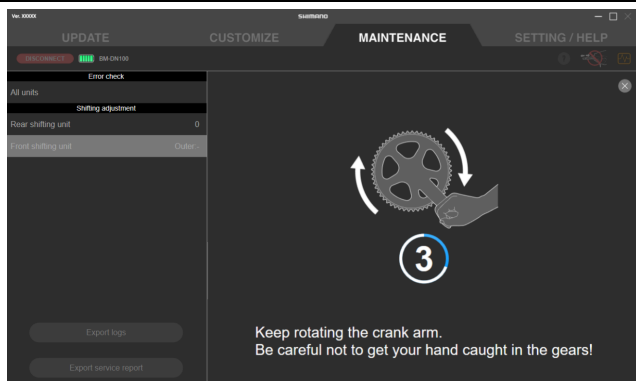 Ver. XXXXX
SHIMANO
UPDATE
CUSTOMIZE
MAINTENANCE
SETTING / HELP
DISCONNECT
BM-DN100
Error check
All units
Shifting adjustment
Rear shifting unit 0
Front shifting unit Outer -
3
Keep rotating the crank arm.
Be careful not to get your hand caught in the gears!
Export logs
Export service report